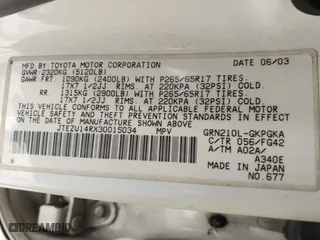 MFD. BY: TOYOTA MOTOR CORPORATION DATE 06/03
GVWR: 2320KG (5120LB)
GAWR: FRT 1090KG (2400LB) WITH P265/65R17 TIRES.
17X7 1/2JJ RIMS. AT 220KPA (32PSI) COLD.
RR. 1315KG (2900LB) WITH P265/65R17 TIRES.
17X7 1/2JJ RIMS. AT 220KPA (32PSI) COLD.
THIS VEHICLE CONFORMS TO ALL APPLICABLE FEDERAL MOTOR
VEHICLE SAFETY AND THEFT PREVENTION STANDARDS IN EFFECT
ON THE DATE OF MANUFACTURE SHOWN ABOVE.
JTEZU14RX30015034 MPV GRN210L-GKPGKA
C/TR 056/FG42
A/TM A02A/
A340E
MADE IN JAPAN
NO.677